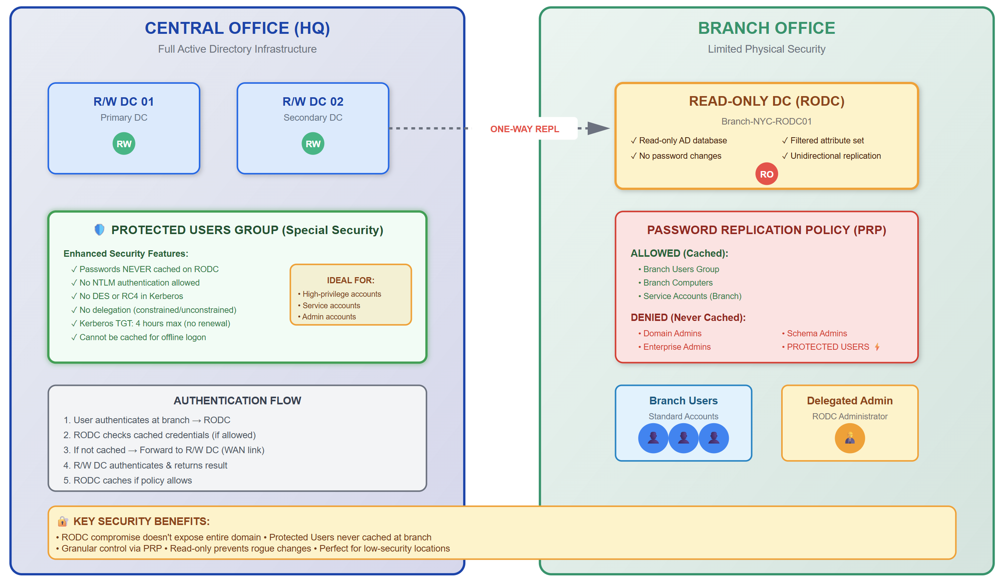 CENTRAL OFFICE (HQ)
Full Active Directory Infrastructure
R/W DC 01
Primary DC
RW
R/W DC 02
Secondary DC
RW
ONE-WAY REPL
PROTECTED USERS GROUP (Special Security)
Enhanced Security Features:
✓ Passwords NEVER cached on RODC
✓ No NTLM authentication allowed
✓ No DES or RC4 in Kerberos
✓ No delegation (constrained/unconstrained)
✓ Kerberos TGT: 4 hours max (no renewal)
✓ Cannot be cached for offline logon
IDEAL FOR:
• High-privilege accounts
• Service accounts
• Admin accounts
AUTHENTICATION FLOW
1. User authenticates at branch → RODC
2. RODC checks cached credentials (if allowed)
3. If not cached → Forward to R/W DC (WAN link)
4. R/W DC authenticates & returns result
5. RODC caches if policy allows
BRANCH OFFICE
Limited Physical Security
READ-ONLY DC (RODC)
Branch-NYC-RODC01
✓ Read-only AD database
✓ No password changes
✓ Filtered attribute set
✓ Unidirectional replication
RO
PASSWORD REPLICATION POLICY (PRP)
ALLOWED (Cached):
• Branch Users Group
• Branch Computers
• Service Accounts (Branch)
DENIED (Never Cached):
• Domain Admins
• Enterprise Admins
• Schema Admins
• PROTECTED USERS
Branch Users
Standard Accounts
Delegated Admin
RODC Administrator
KEY SECURITY BENEFITS:
• RODC compromise doesn't expose entire domain • Protected Users never cached at branch
• Granular control via PRP • Read-only prevents rogue changes • Perfect for low-security locations